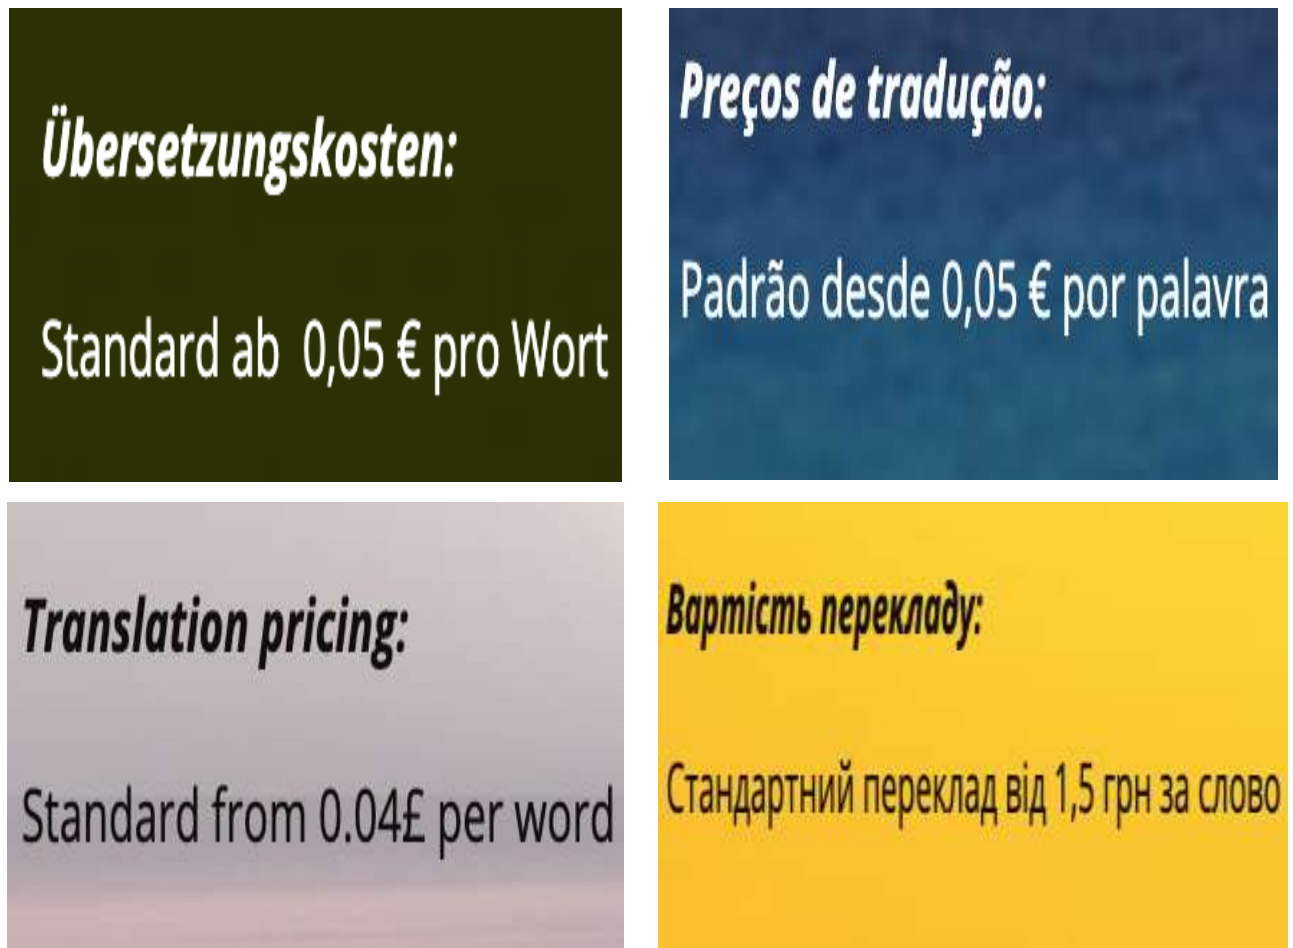 Übersetzungskosten:
Standard ab 0,05 € pro Wort
Preços de tradução:
Padrão desde 0,05 € por palavra
Translation pricing:
Standard from 0.04£ per word
Вартість перекладу:
Стандартний переклад від 1,5 грн за слово